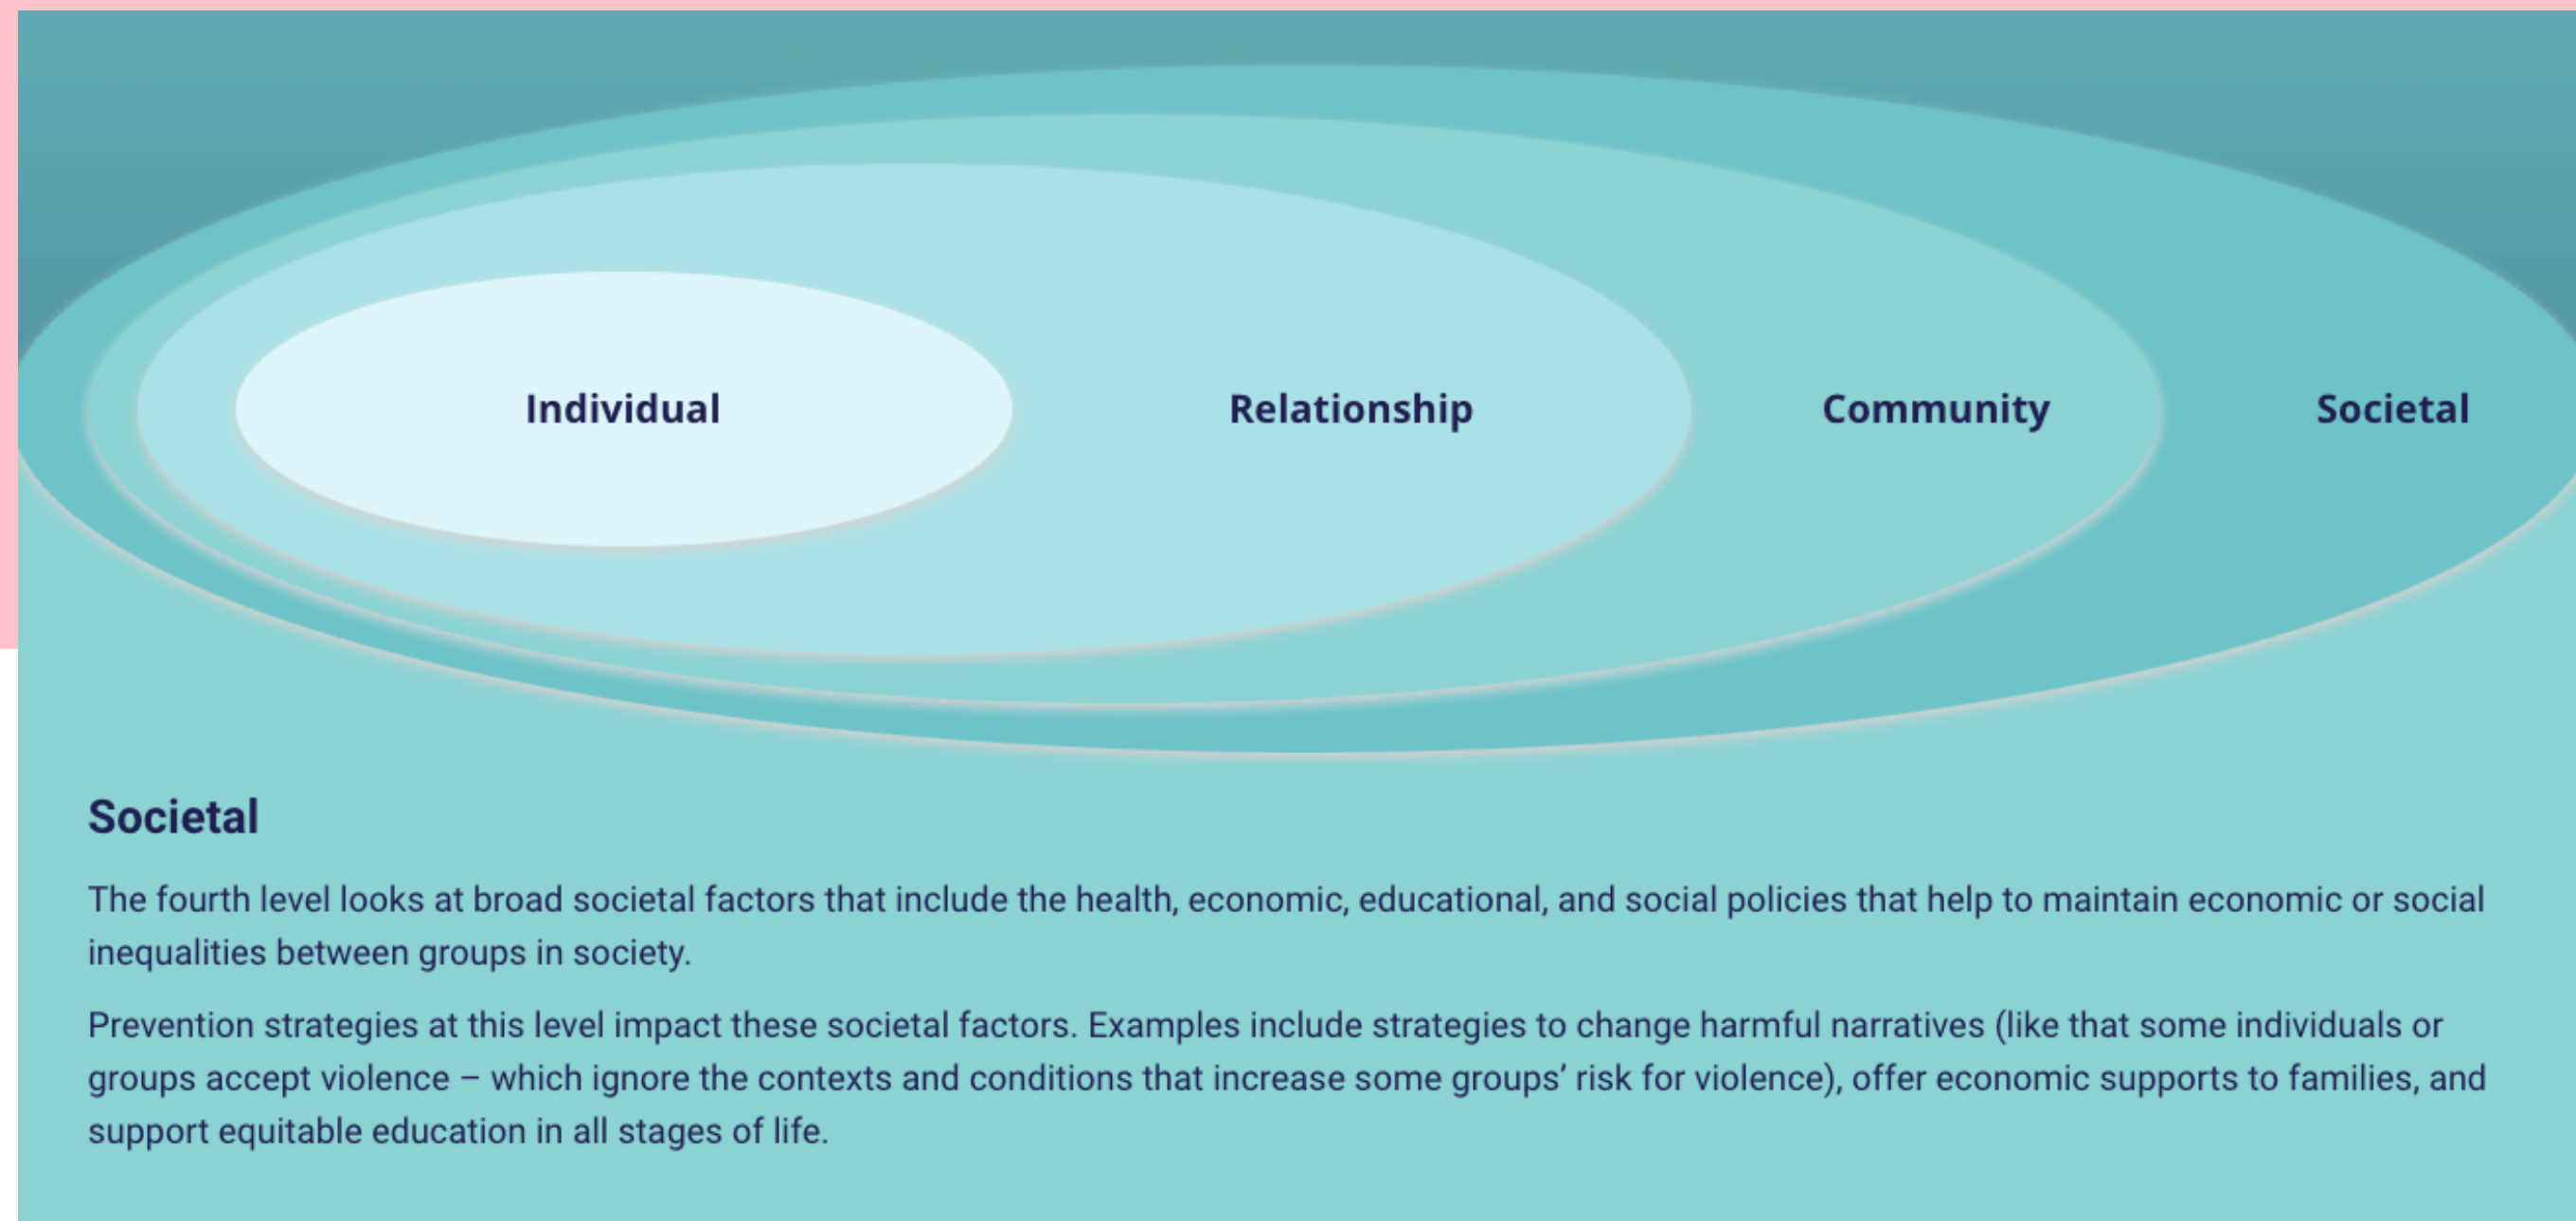 Individual
Relationship
Community
Societal
Societal
The fourth level looks at broad societal factors that include the health, economic, educational, and social policies that help to maintain economic or social
inequalities between groups in society.
Prevention strategies at this level impact these societal factors. Examples include strategies to change harmful narratives (like that some individuals or
groups accept violence – which ignore the contexts and conditions that increase some groups’ risk for violence), offer economic supports to families, and
support equitable education in all stages of life.